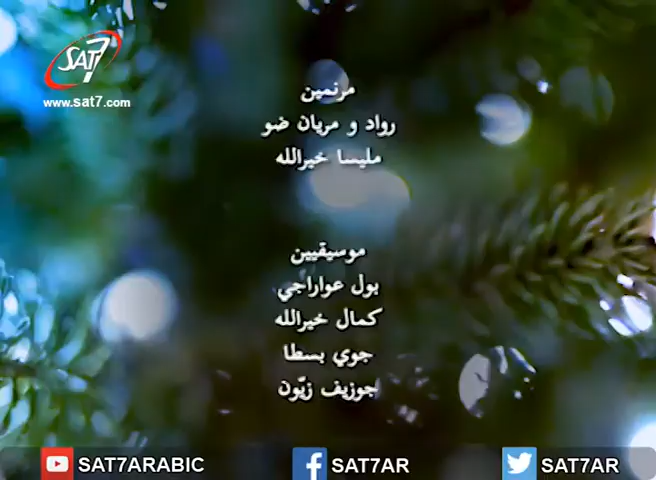 SAT7
www.sat7.com
مرنمين
رواد و مريان ضو
مليسا خيرالله
موسيقيين
بول عواراجي
كمال خيرالله
جوي بسطا
جوزيف زيّون
SAT7ARABIC
SAT7AR
SAT7AR